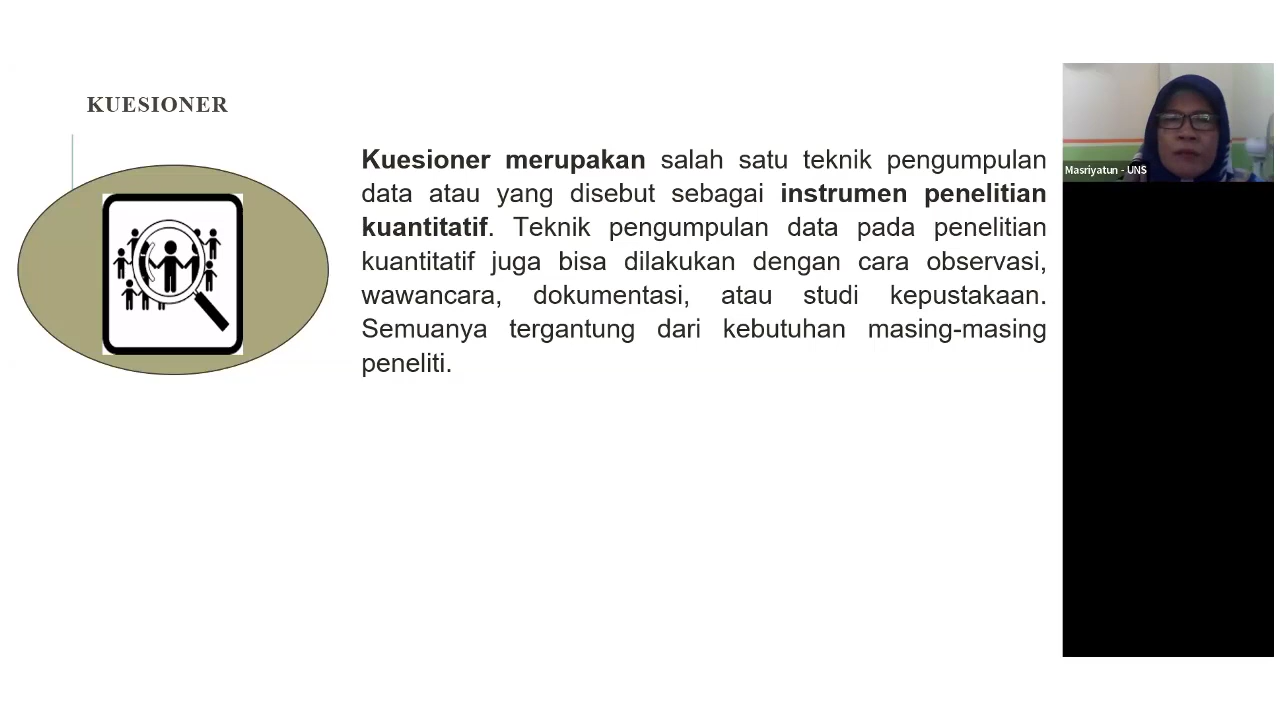 KUESIONER
Kuesioner merupakan salah satu teknik pengumpulan
data atau yang disebut sebagai instrumen penelitian
kuantitatif. Teknik pengumpulan data pada penelitian
kuantitatif juga bisa dilakukan dengan cara observasi,
wawancara, dokumentasi, atau studi kepustakaan.
Semuanya tergantung dari kebutuhan masing-masing
peneliti.
Masriyatun - UNS